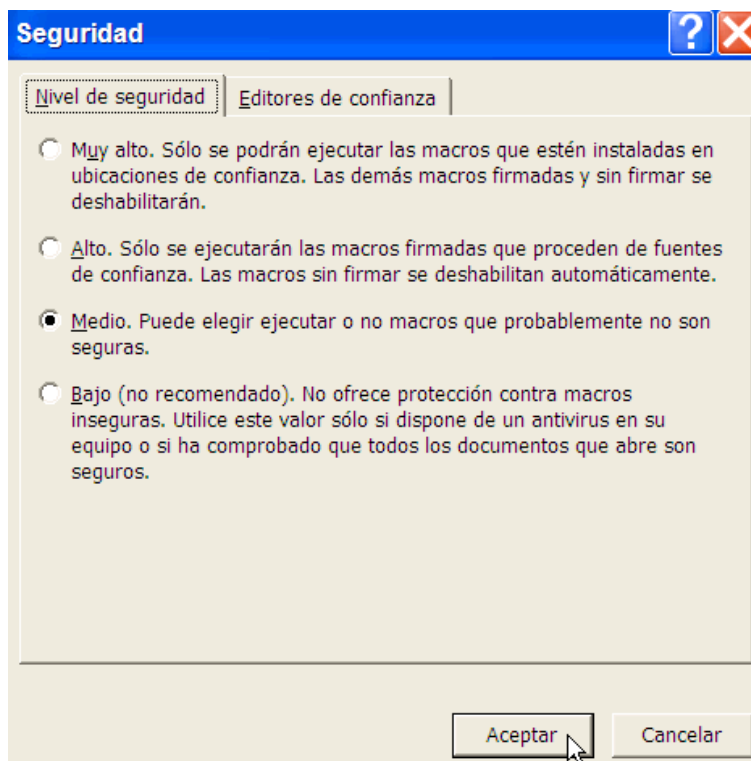 Seguridad
?
Nivel de seguridad
Editores de confianza
Muy alto. Sólo se podrán ejecutar las macros que estén instaladas en
ubicaciones de confianza. Las demás macros firmadas y sin firmar se
deshabilitarán.
Alto. Sólo se ejecutarán las macros firmadas que proceden de fuentes
de confianza. Las macros sin firmar se deshabilitan automáticamente.
Medio. Puede elegir ejecutar o no macros que probablemente no son
seguras.
Bajo (no recomendado). No ofrece protección contra macros
inseguras. Utilice este valor sólo si dispone de un antivirus en su
equipo o si ha comprobado que todos los documentos que abre son
seguros.
Aceptar
Cancelar